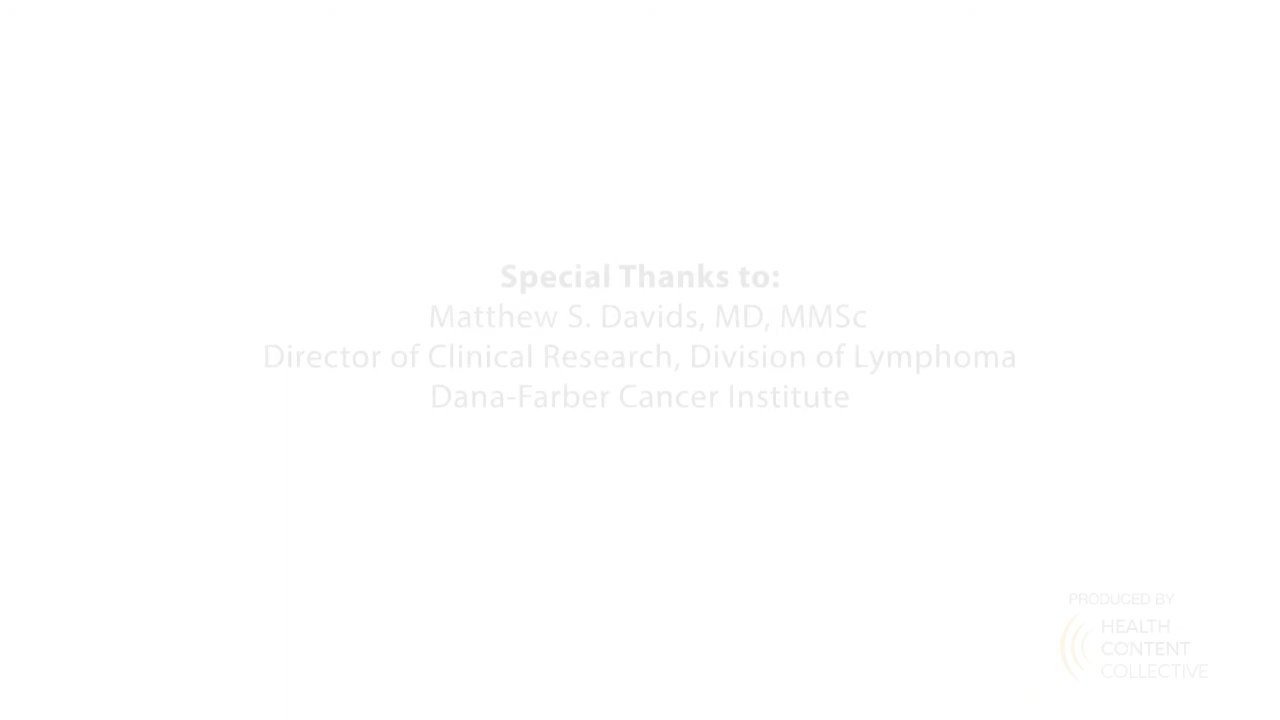 Special Thanks to:
Matthew S. Davids, MD, MMSc
Director of Clinical Research, Division of Lymphoma
Dana-Farber Cancer Institute
PRODUCED BY
HEALTH
CONTENT
COLLECTIVE